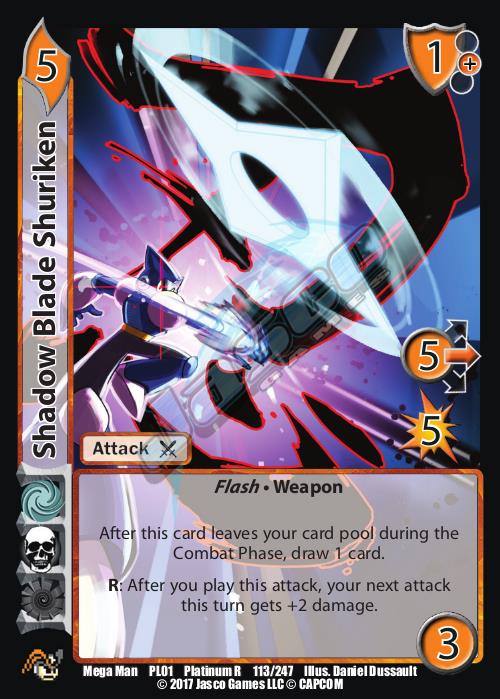 5
1
+
Shadow Blade Shuriken
5
5
Attack
Flash • Weapon
After this card leaves your card pool during the
Combat Phase, draw 1 card.
R: After you play this attack, your next attack
this turn gets +2 damage.
3
Mega Man PL01 Platinum R 113/247 Illus. Daniel Dussault
© 2017 Jasco Games LLC © CAPCOM